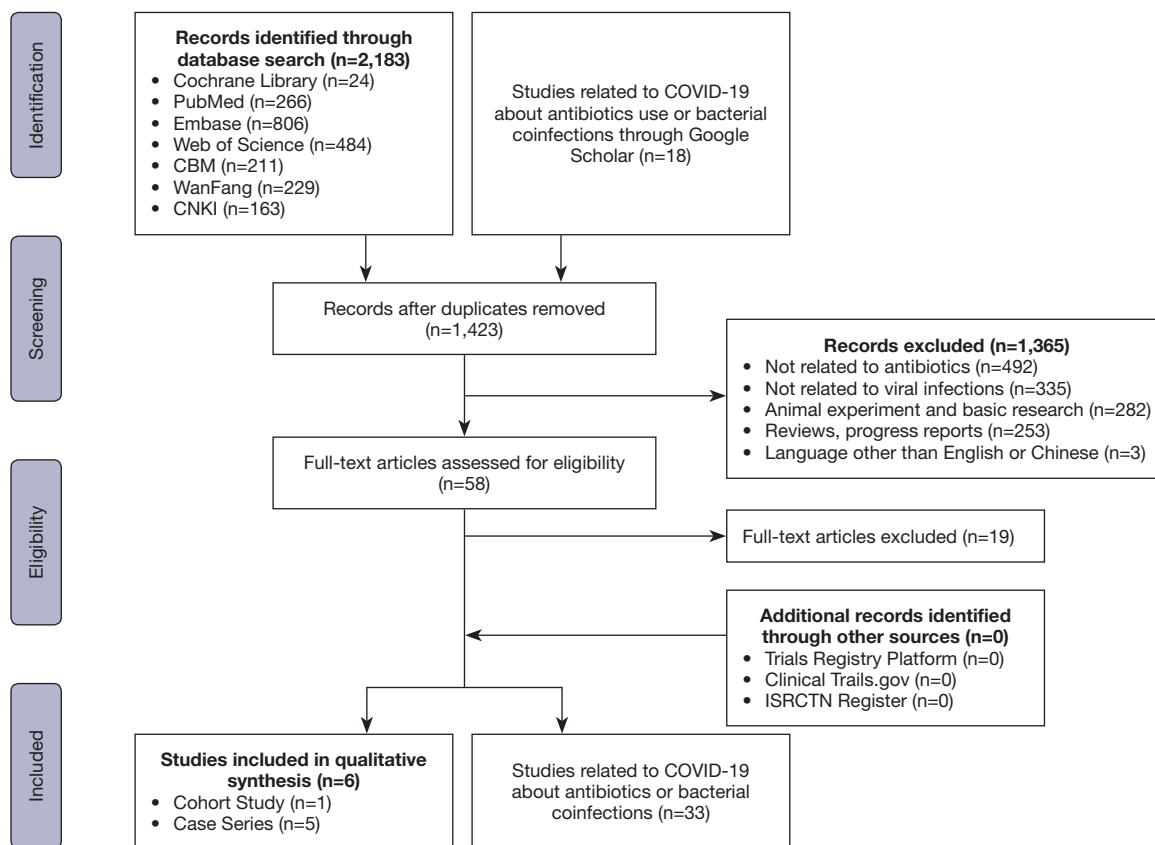 Identification
Records identified through
database search (n=2,183)
• Cochrane Library (n=24)
• PubMed (n=266)
• Embase (n=806)
• Web of Science (n=484)
• CBM (n=211)
• WanFang (n=229)
• CNKI (n=163)
Studies related to COVID-19
about antibiotics use or bacterial
coinfections through Google
Scholar (n=18)
Screening
Records after duplicates removed
(n=1,423)
Records excluded (n=1,365)
• Not related to antibiotics (n=492)
• Not related to viral infections (n=335)
• Animal experiment and basic research (n=282)
• Reviews, progress reports (n=253)
• Language other than English or Chinese (n=3)
Eligibility
Full-text articles assessed for eligibility
(n=58)
Full-text articles excluded (n=19)
Additional records identified
through other sources (n=0)
• Trials Registry Platform (n=0)
• Clinical Trails.gov (n=0)
• ISRCTN Register (n=0)
Included
Studies included in qualitative
synthesis (n=6)
• Cohort Study (n=1)
• Case Series (n=5)
Studies related to COVID-19
about antibiotics or bacterial
coinfections (n=33)